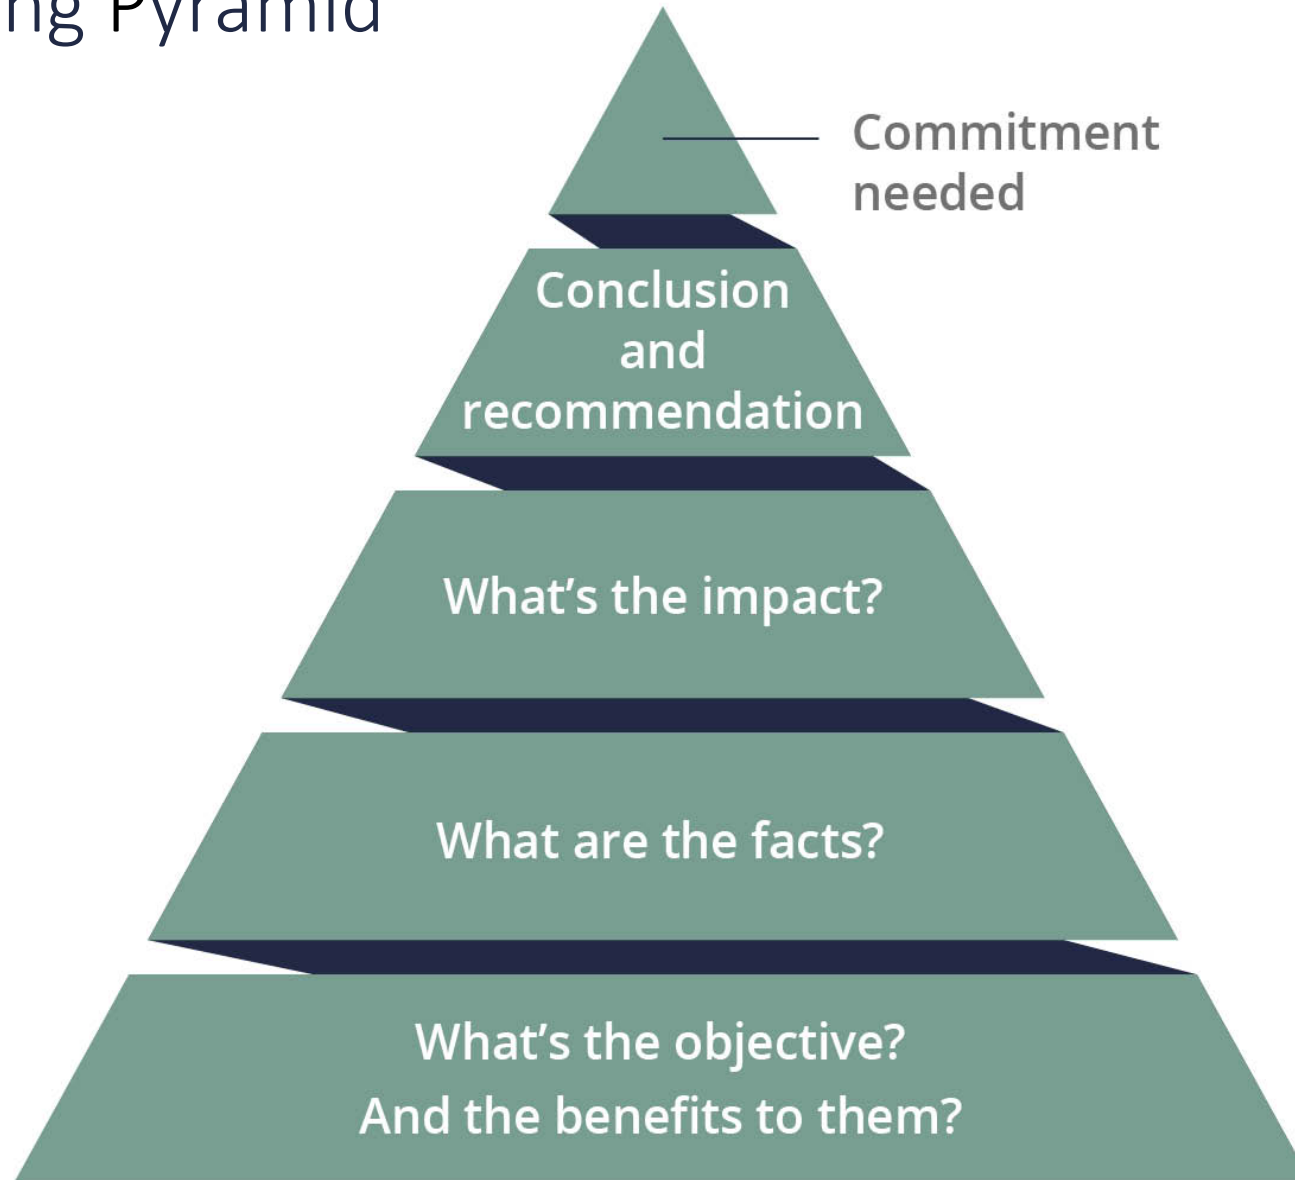 ng Pyramid
Commitment
needed
Conclusion
and
recommendation
What’s the impact?
What are the facts?
What’s the objective?
And the benefits to them?